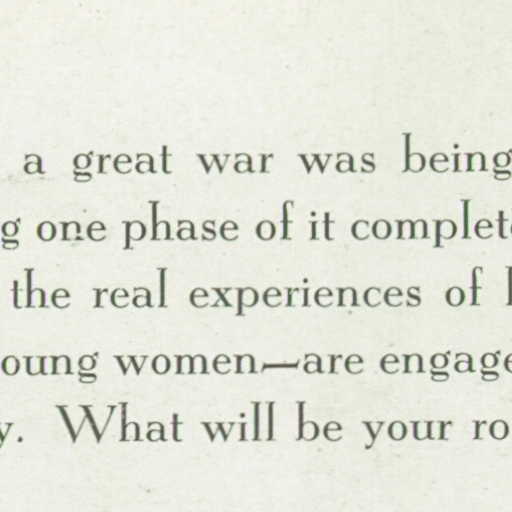 a great war was being
g one phase of it complet
the real experiences of
oung women—are engage
y. What will be your ro